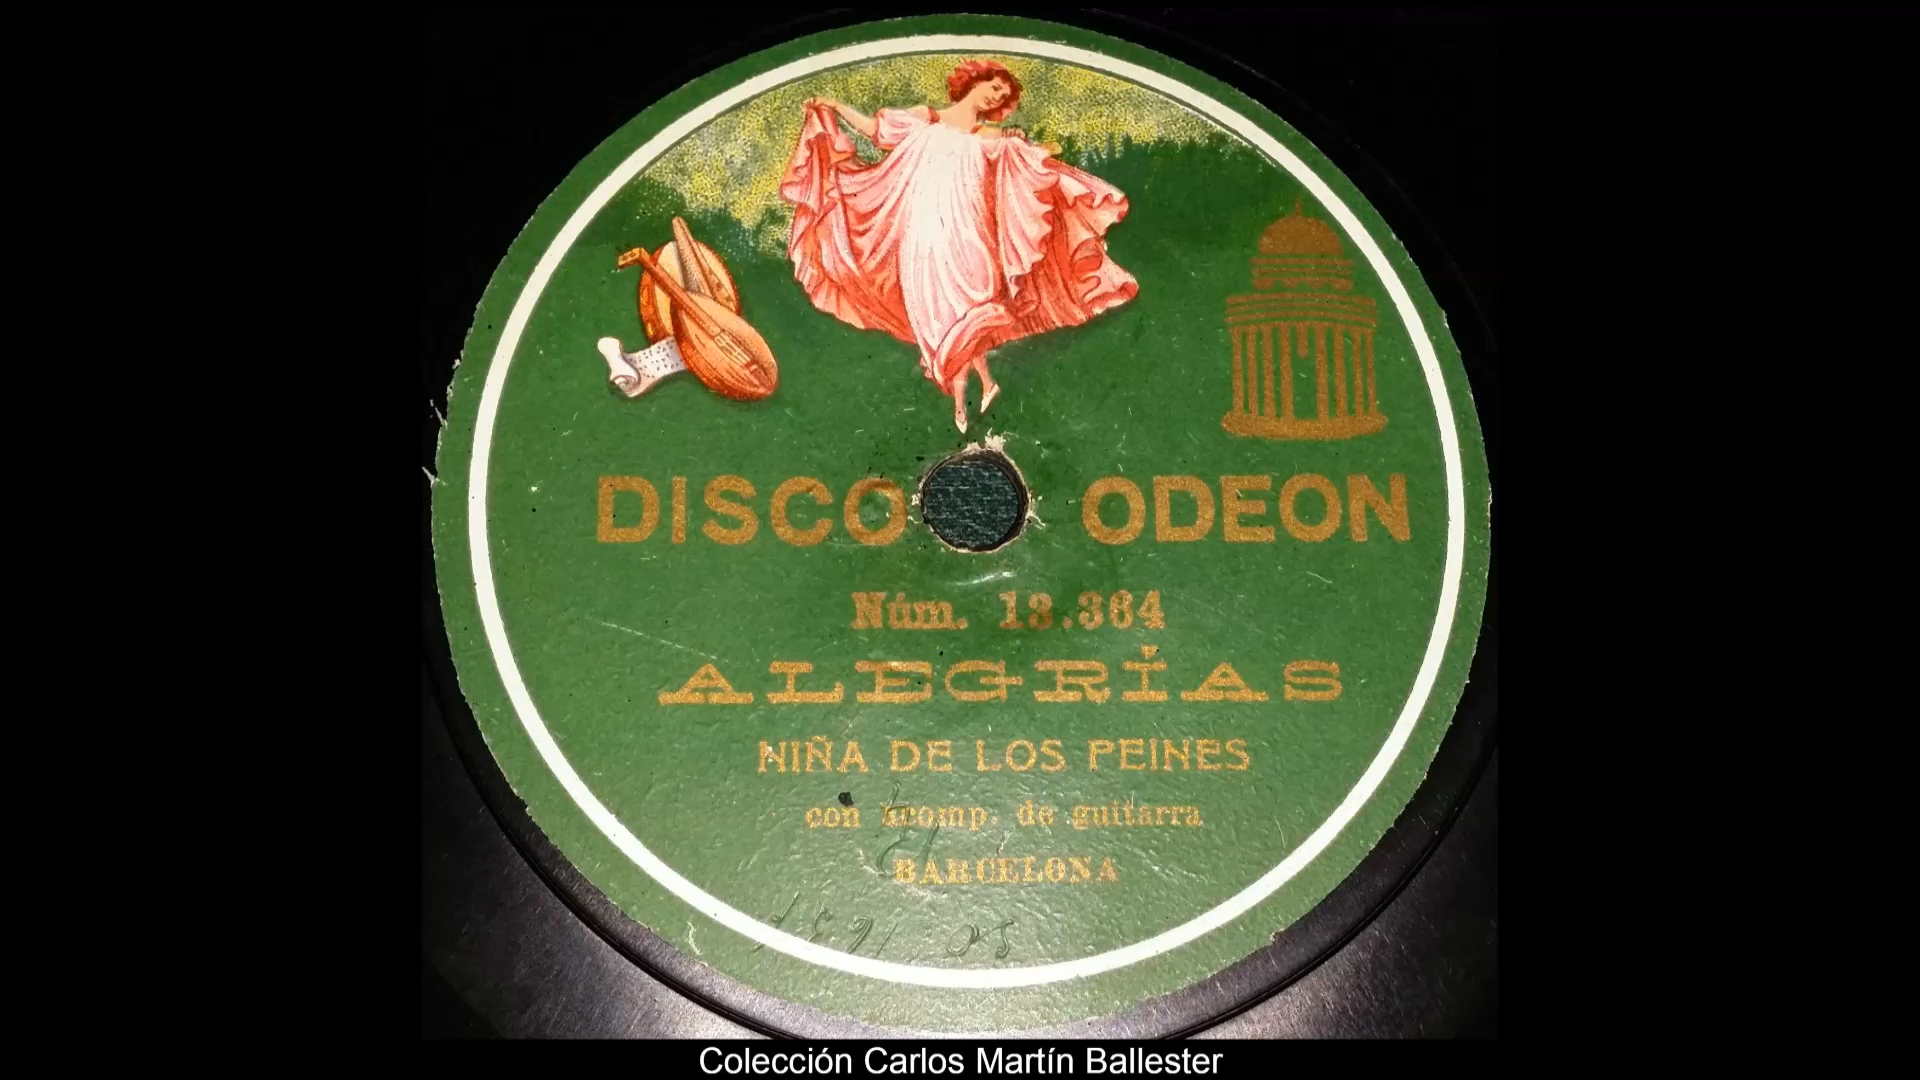 DISCO ODEON
Núm. 13.364
ALEGRÍAS
NIÑA DE LOS PEINES
con acomp. de guitarra
BARCELONA
Colección Carlos Martín Ballester